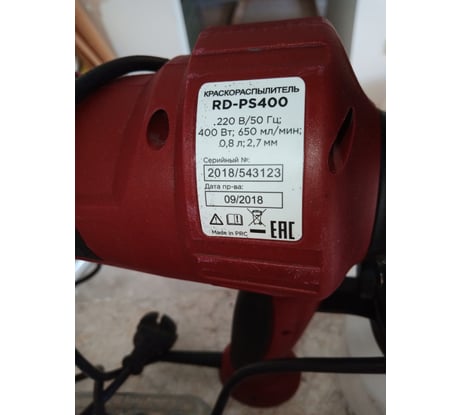 КРАСКОРАСПЫЛИТЕЛЬ
RD-PS400
220 В/50 Гц;
400 Вт; 650 мл/мин;
0,8 л; 2,7 мм
Серийный №:
2018/543123
Дата пр-ва:
09/2018
EAC
Made in PRC